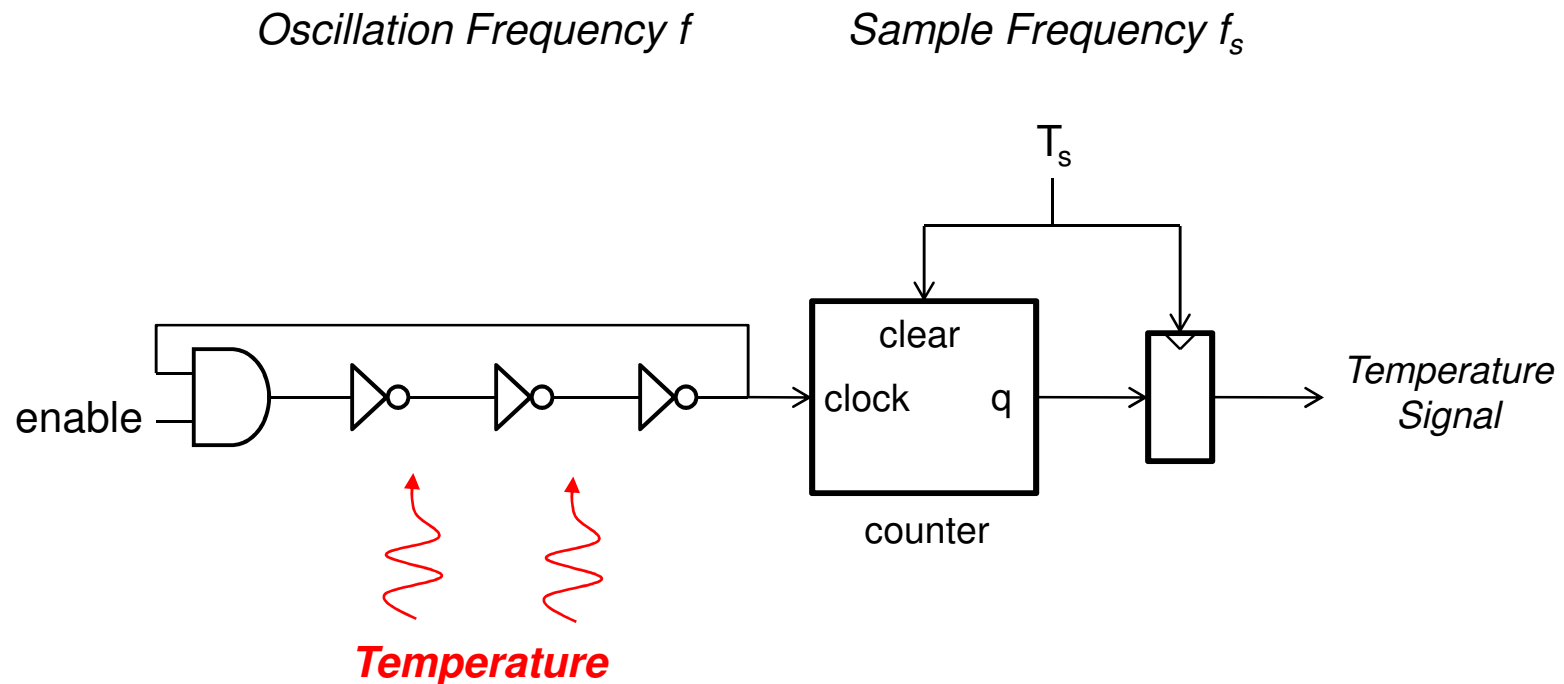 Oscillation Frequency f
Sample Frequency fₛ
Tₛ
clear
clock
q
enable
counter
Temperature
Signal
Temperature